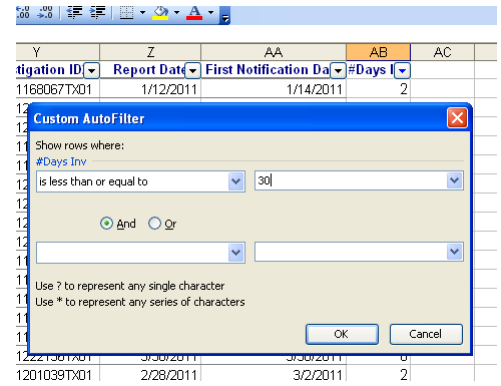 Y Z AA AB AC
tigation ID Report Date First Notification Da #Days I
1168067TX01 1/12/2011 1/14/2011 2
Custom AutoFilter
Show rows where:
#Days Inv
is less than or equal to 30
And Or
Use ? to represent any single character
Use * to represent any series of characters
OK Cancel
1201039TX01 2/28/2011 3/2/2011 2